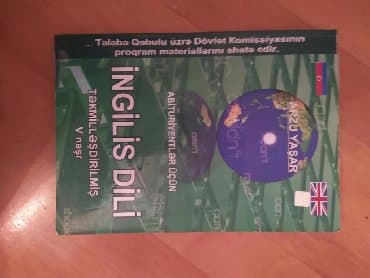 ... Tələbə Qəbulu üzrə Dövlət Komissiyasının
proqram materiallarını əhatə edir.
ARZU YAŞAR
ABİTURİYENTLƏR ÜÇÜN
İNGİLİS DİLİ
TƏKMİLLƏŞDİRİLMİŞ
V nəşr